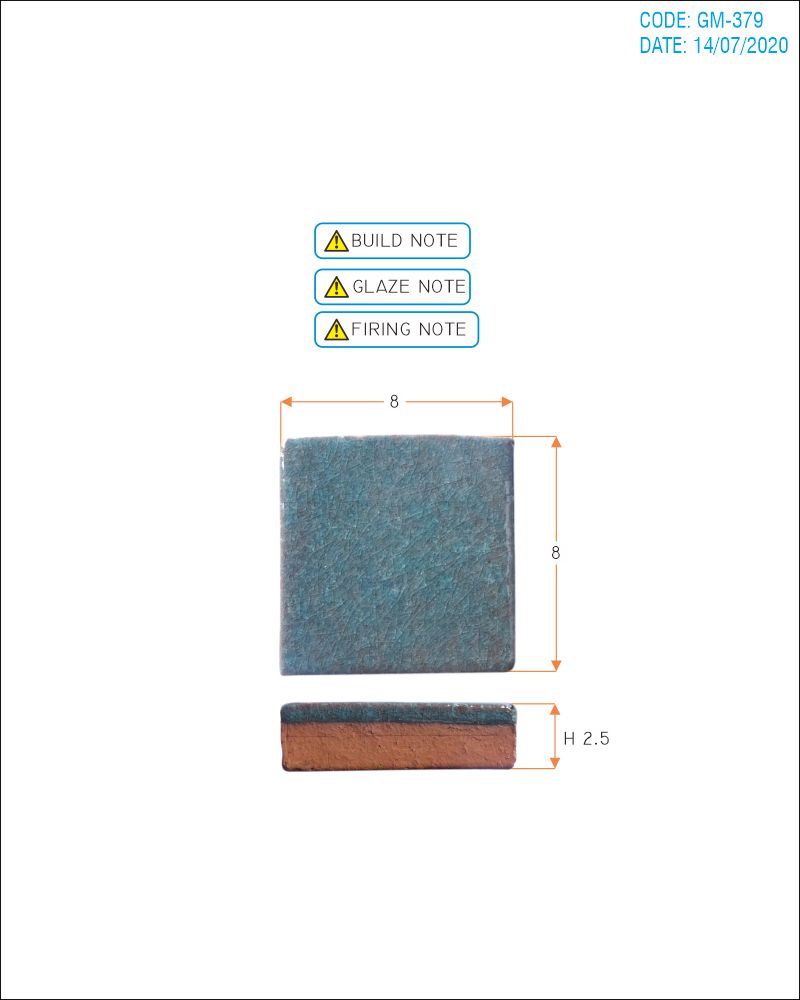 CODE: GM-379
DATE: 14/07/2020
BUILD NOTE
GLAZE NOTE
FIRING NOTE
8
8
H 2.5